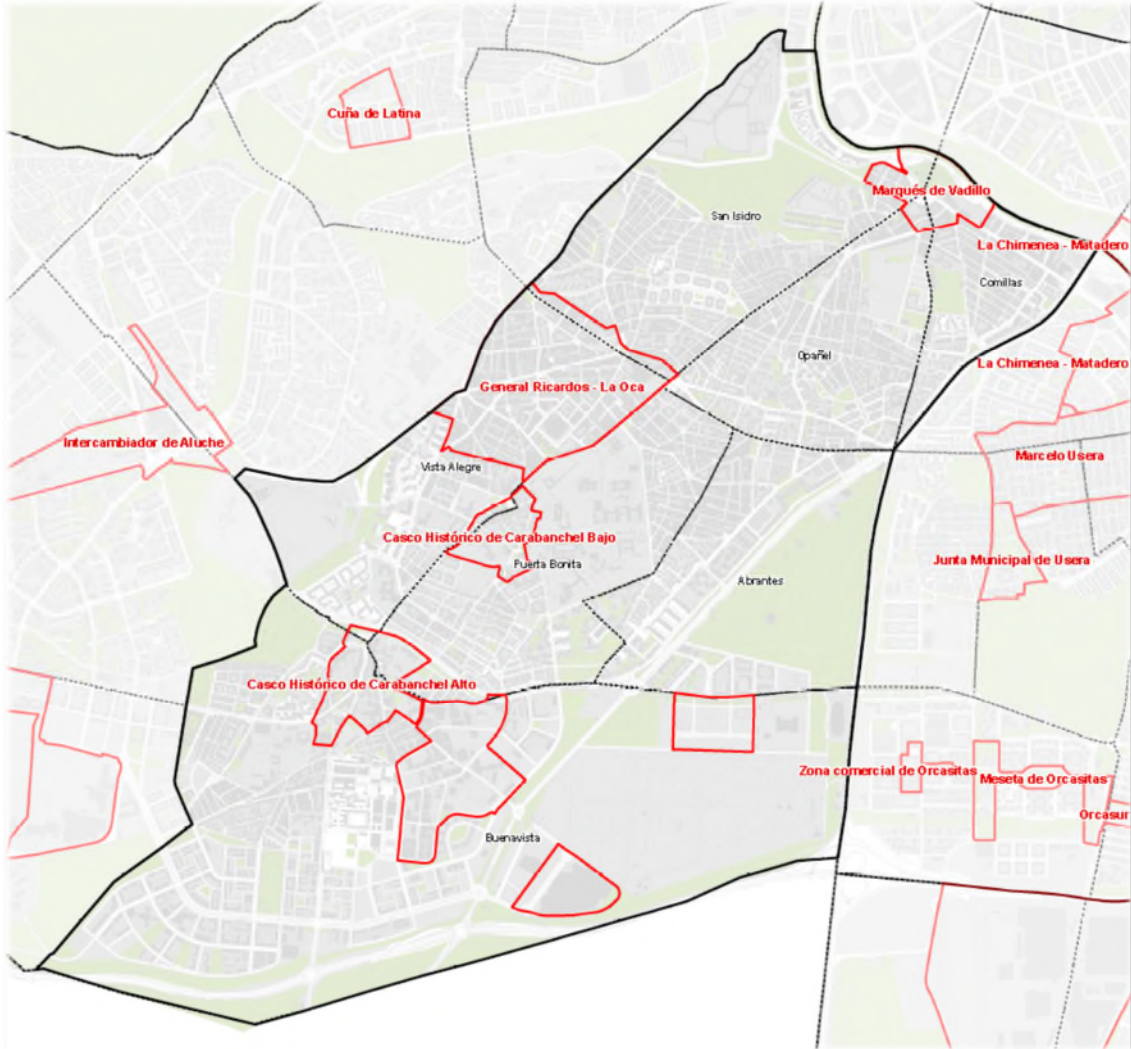 Cuña de Latina
Marqués de Vadillo
San Isidro
La Chimenea - Matadero
Comillas
Opañel
La Chimenea - Matadero
General Ricardos - La Oca
Intercambiador de Aluche
Marcelo Usera
Vista Alegre
Casco Histórico de Carabanchel Bajo
Junta Municipal de Usera
Puerta Bonita
Abrantes
Casco Histórico de Carabanchel Alto
Zona comercial de Orcasitas
Meseta de Orcasitas
Orcasur
Buenavista